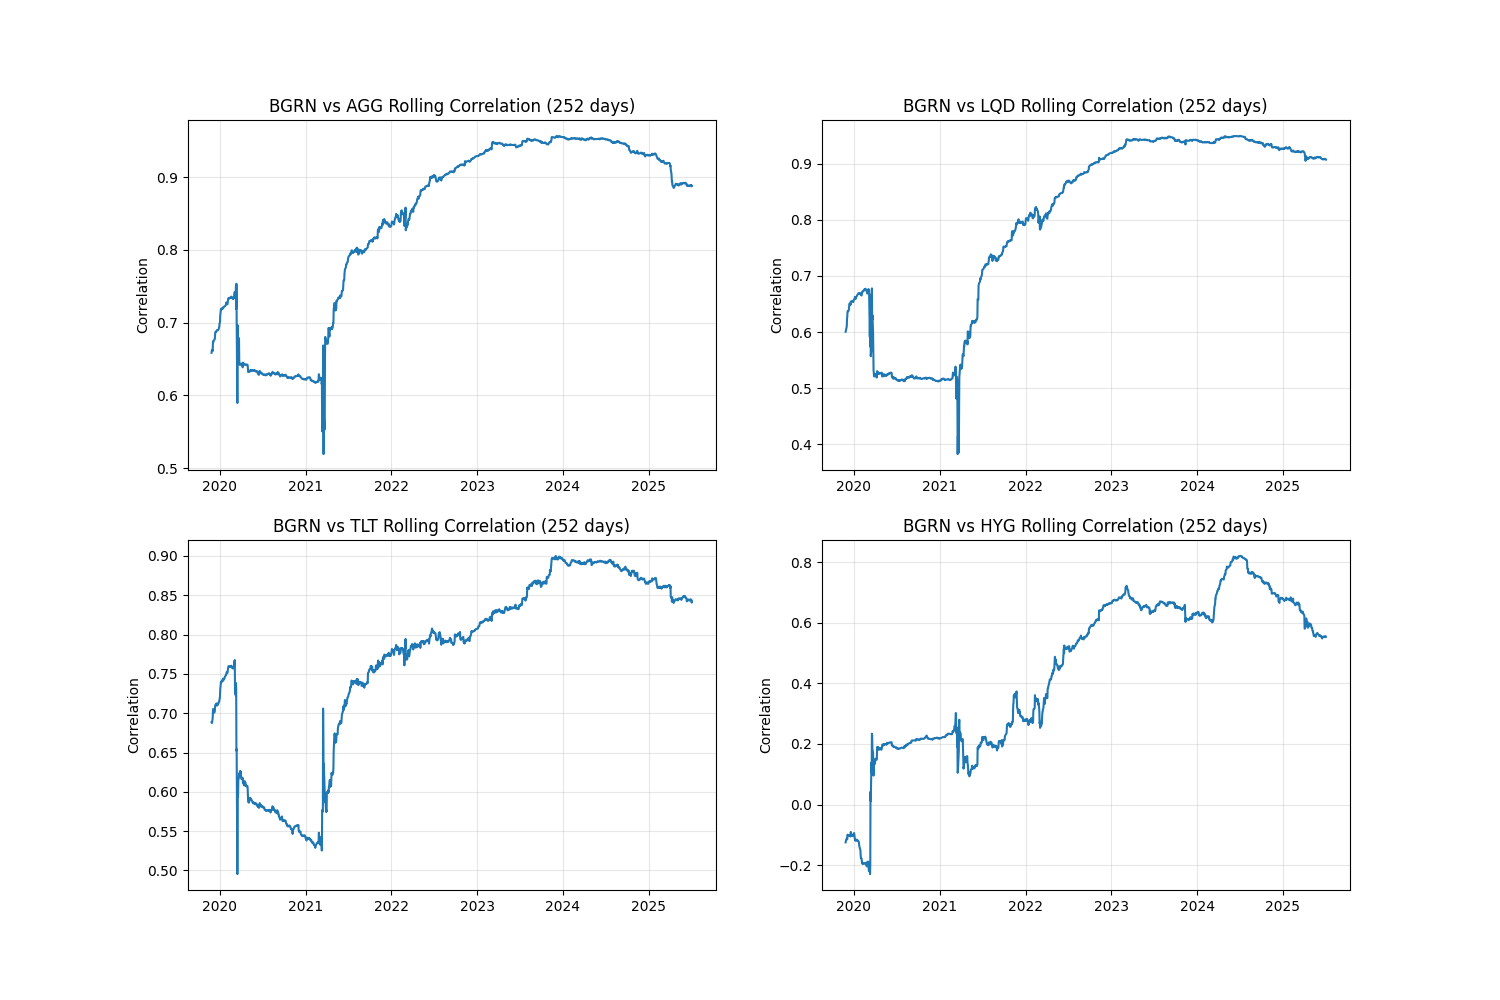 BGRN vs AGG Rolling Correlation (252 days)
Correlation
0.9
0.8
0.7
0.6
0.5
2020 2021 2022 2023 2024 2025
BGRN vs LQD Rolling Correlation (252 days)
Correlation
0.9
0.8
0.7
0.6
0.5
0.4
2020 2021 2022 2023 2024 2025
BGRN vs TLT Rolling Correlation (252 days)
Correlation
0.90
0.85
0.80
0.75
0.70
0.65
0.60
0.55
0.50
2020 2021 2022 2023 2024 2025
BGRN vs HYG Rolling Correlation (252 days)
Correlation
0.8
0.6
0.4
0.2
0.0
−0.2
2020 2021 2022 2023 2024 2025